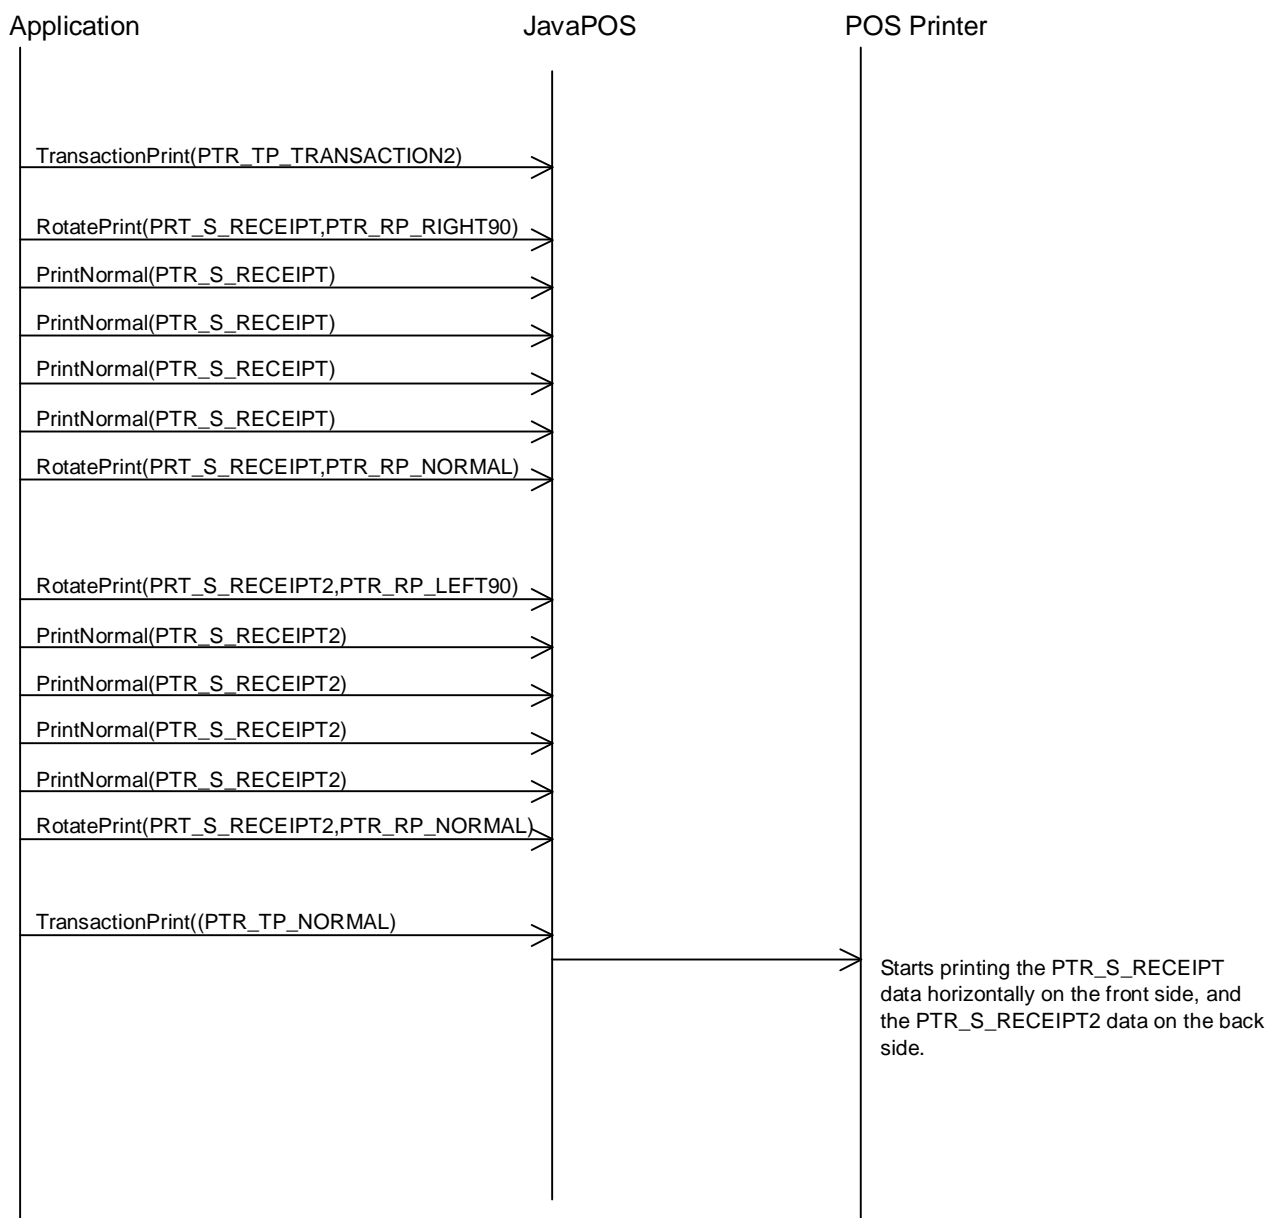 Application
JavaPOS
POS Printer
TransactionPrint(PTR_TP_TRANSACTION2)
RotatePrint(PRT_S_RECEIPT,PTR_RP_RIGHT90)
PrintNormal(PTR_S_RECEIPT)
PrintNormal(PTR_S_RECEIPT)
PrintNormal(PTR_S_RECEIPT)
PrintNormal(PTR_S_RECEIPT)
RotatePrint(PRT_S_RECEIPT,PTR_RP_NORMAL)
RotatePrint(PRT_S_RECEIPT2,PTR_RP_LEFT90)
PrintNormal(PTR_S_RECEIPT2)
PrintNormal(PTR_S_RECEIPT2)
PrintNormal(PTR_S_RECEIPT2)
PrintNormal(PTR_S_RECEIPT2)
RotatePrint(PRT_S_RECEIPT2,PTR_RP_NORMAL)
TransactionPrint((PTR_TP_NORMAL)
Starts printing the PTR_S_RECEIPT
data horizontally on the front side, and
the PTR_S_RECEIPT2 data on the back
side.